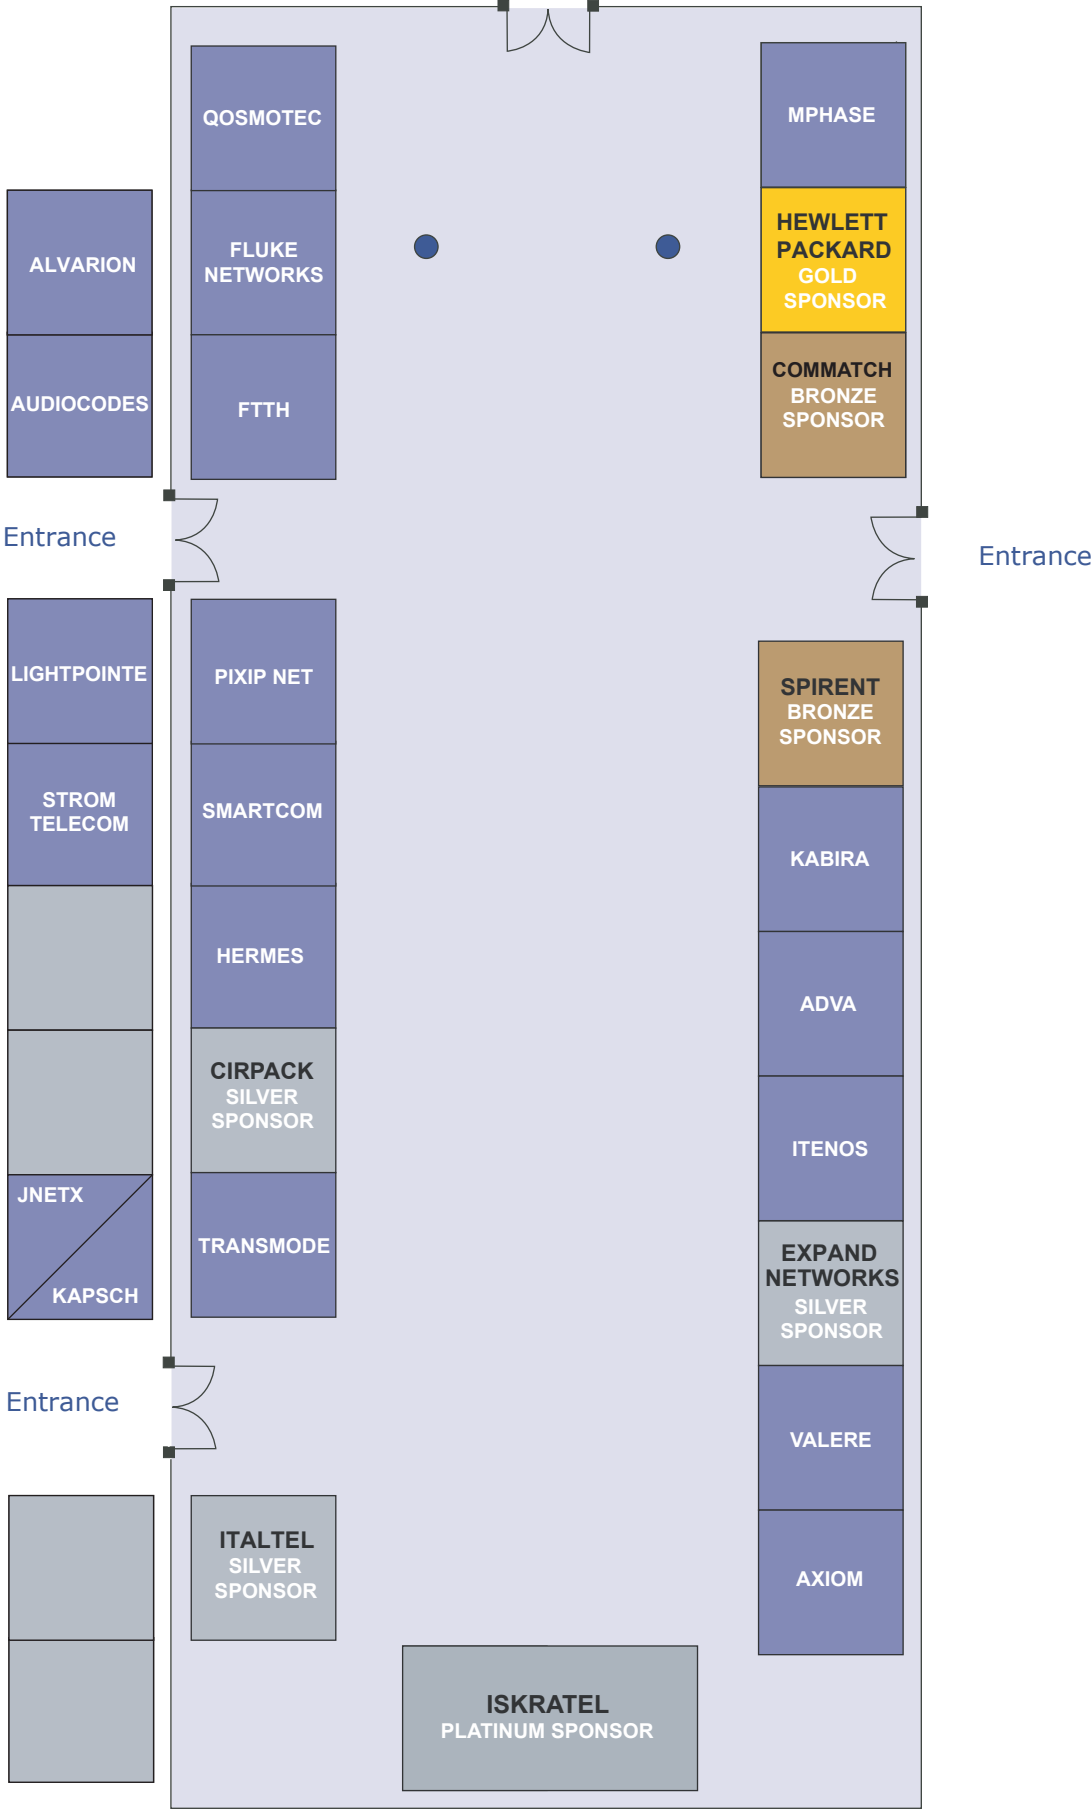 QOSMOTEC
MPHASE
ALVARION
FLUKE
NETWORKS
HEWLETT
PACKARD
GOLD
SPONSOR
AUDIOCODES
FTTH
COMMATCH
BRONZE
SPONSOR
Entrance
Entrance
LIGHTPOINTE
PIXIP NET
SPIRENT
BRONZE
SPONSOR
STROM
TELECOM
SMARTCOM
KABIRA
HERMES
ADVA
CIRPACK
SILVER
SPONSOR
ITENOS
JNETX
KAPSCH
TRANSMODE
EXPAND
NETWORKS
SILVER
SPONSOR
Entrance
VALERE
ITALTEL
SILVER
SPONSOR
AXIOM
ISKRATEL
PLATINUM SPONSOR